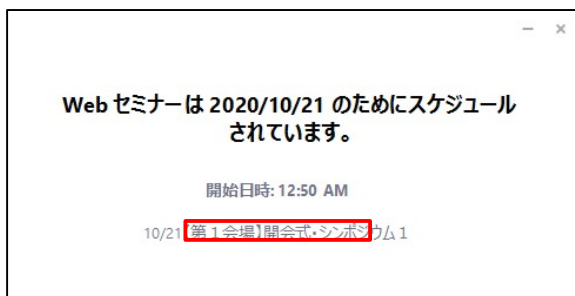 Web セミナーは 2020/10/21 のためにスケジュール
されています。
開始日時: 12:50 AM
10/21【第１会場】開会式・シンポジウム 1